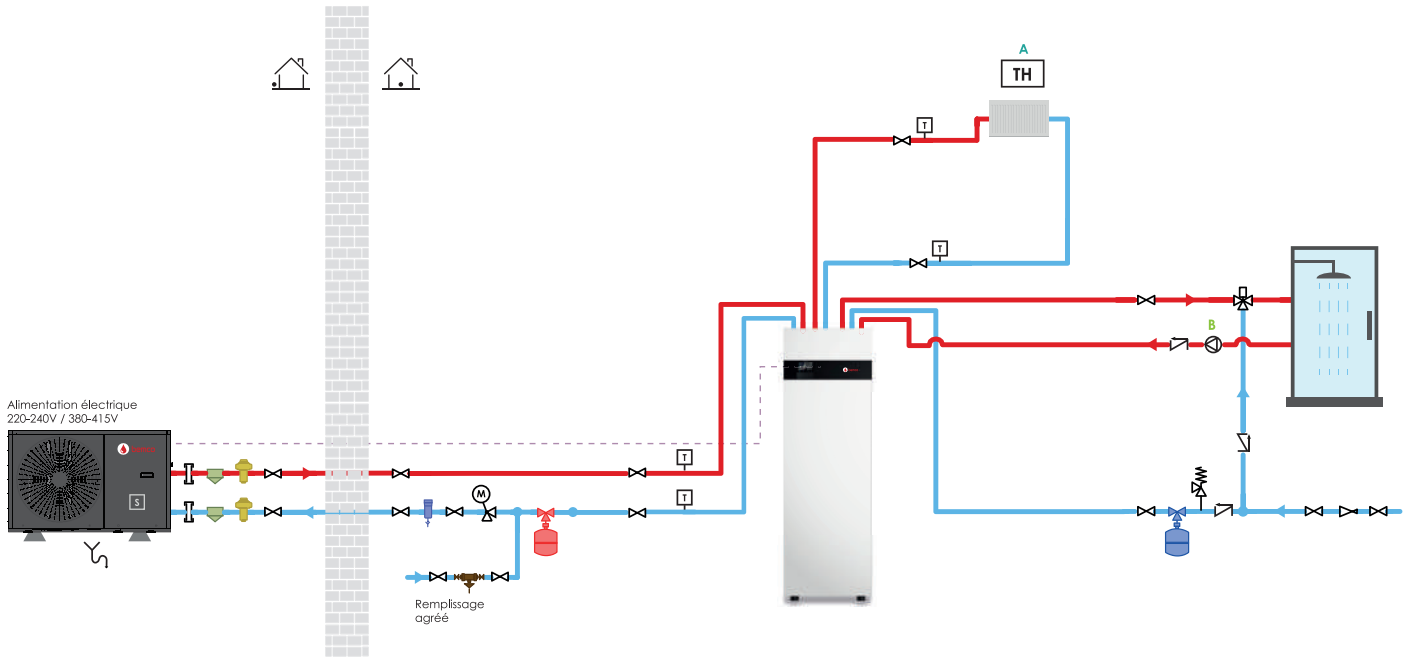 A
TH
T
T
B
Alimentation électrique
220-240V / 380-415V
S
T
M
T
Remplissage
agréé